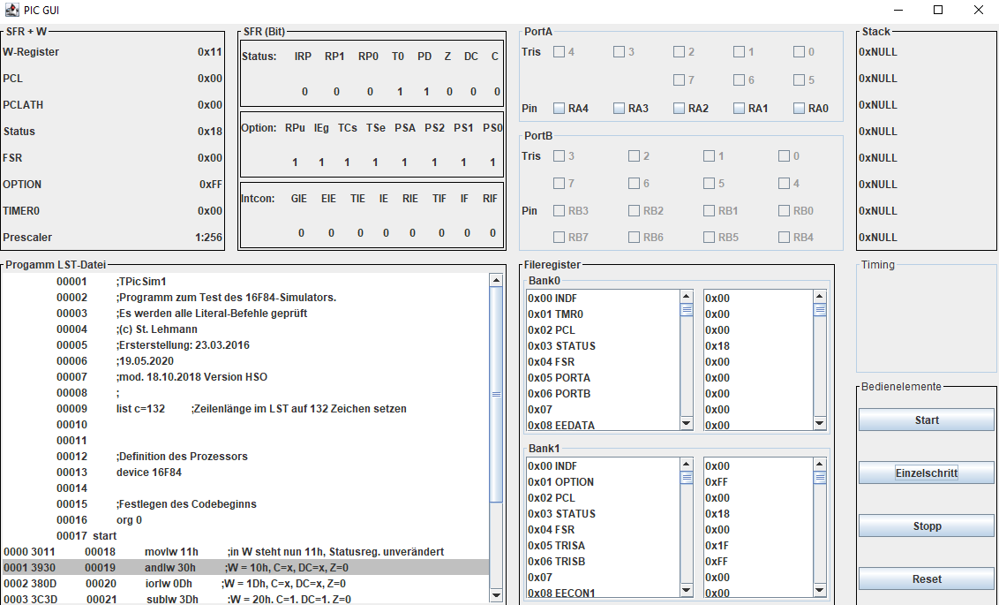 PIC GUI
SFR + W
W-Register 0x11
PCL 0x00
PCLATH 0x00
Status 0x18
FSR 0x00
OPTION 0xFF
TIMER0 0x00
Prescaler 1:256
SFR (Bit)
Status: IRP RP1 RP0 T0 PD Z DC C
0 0 0 1 1 0 0 0
Option: RPu IEg TCs TSe PSA PS2 PS1 PS0
1 1 1 1 1 1 1 1
Intcon: GIE EIE TIE IE RIE TIF IF RIF
0 0 0 0 0 0 0 0
PortA
Tris 4 3 2 1 0
7 6 5
Pin RA4 RA3 RA2 RA1 RA0
PortB
Tris 3 2 1 0
7 6 5 4
Pin RB3 RB2 RB1 RB0
RB7 RB6 RB5 RB4
Stack
0xNULL
0xNULL
0xNULL
0xNULL
0xNULL
0xNULL
0xNULL
0xNULL
Progamm LST-Datei
00001 ;TPicSim1
00002 ;Programm zum Test des 16F84-Simulators.
00003 ;Es werden alle Literal-Befehle geprüft
00004 ;(c) St. Lehmann
00005 ;Ersterstellung: 23.03.2016
00006 ;19.05.2020
00007 ;mod. 18.10.2018 Version HSO
00008 ;
00009 list c=132 ;Zeilenlänge im LST auf 132 Zeichen setzen
00010
00011
00012 ;Definition des Prozessors
00013 device 16F84
00014
00015 ;Festlegen des Codebeginns
00016 org 0
00017 start
0000 3011 00018 movlw 11h ;in W steht nun 11h, Statusreg. unverändert
0001 3930 00019 andlw 30h ;W = 10h, C=x, DC=x, Z=0
0002 380D 00020 iorlw 0Dh ;W = 1Dh, C=x, DC=x, Z=0
0003 3C3D 00021 sublw 3Dh ;W = 20h, C=1, DC=1, Z=0
Fileregister
Bank0
0x00 INDF 0x00
0x01 TMR0 0x00
0x02 PCL 0x00
0x03 STATUS 0x18
0x04 FSR 0x00
0x05 PORTA 0x00
0x06 PORTB 0x00
0x07 0x00
0x08 EEDATA 0x00
Bank1
0x00 INDF 0x00
0x01 OPTION 0xFF
0x02 PCL 0x00
0x03 STATUS 0x18
0x04 FSR 0x00
0x05 TRISA 0x1F
0x06 TRISB 0xFF
0x07 0x00
0x08 EECON1 0x00
Timing
Bedienelemente
Start
Einzelschritt
Stopp
Reset